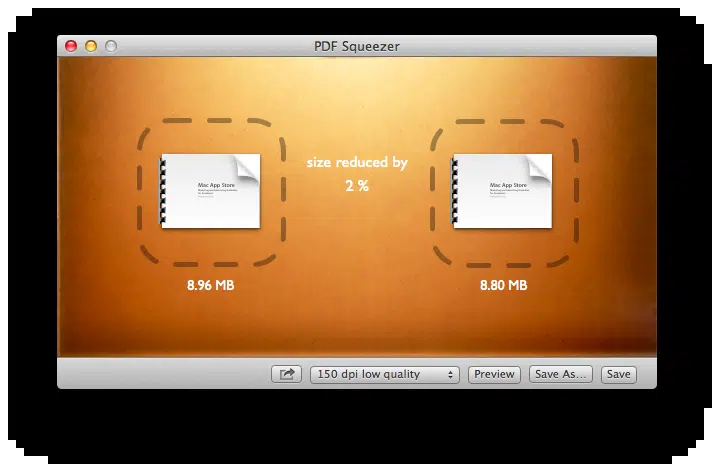 PDF Squeezer
size reduced by
2 %
Mac App Store
Mac App Store
8.96 MB
8.80 MB
150 dpi low quality
Preview
Save As...
Save